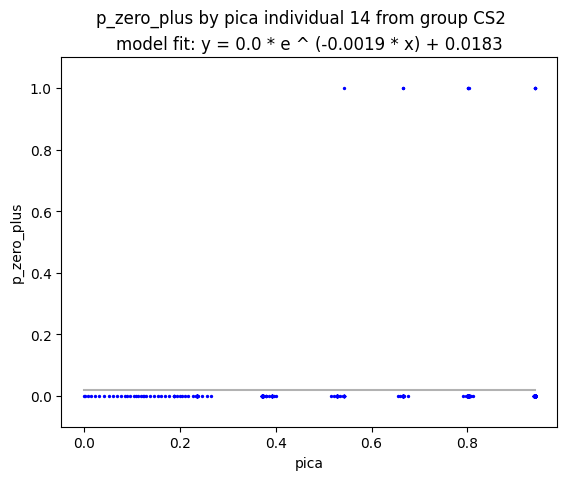 p_zero_plus by pica individual 14 from group CS2
model fit: y = 0.0 * e ^ (-0.0019 * x) + 0.0183
1.0
0.8
0.6
0.4
0.2
0.0
p_zero_plus
0.0 0.2 0.4 0.6 0.8
pica